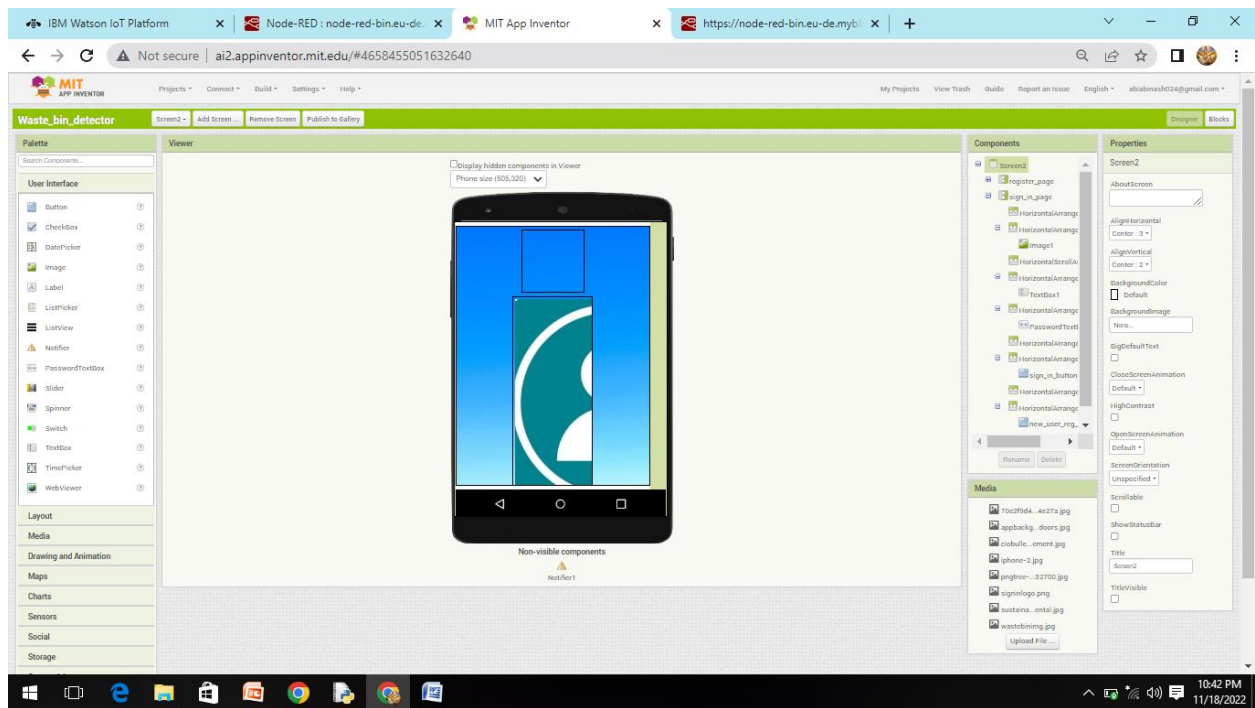 IBM Watson IoT Platform
Node-RED : node-red-bin.eu-de.
MIT App Inventor
https://node-red-bin.eu-de.mybl
Not secure | ai2.appinventor.mit.edu/#4658455051632640
MIT
APP INVENTOR
Projects Connect Build Settings Help
My Projects View Trash Guide Report an Issue English abiabinash024@gmail.com
Waste_bin_detector
Screen2 Add Screen ... Remove Screen Publish to Gallery
Designer Blocks
Palette
Search Components...
User Interface
Button
CheckBox
DatePicker
Image
Label
ListPicker
ListView
Notifier
PasswordTextBox
Slider
Spinner
Switch
TextBox
TimePicker
WebViewer
Layout
Media
Drawing and Animation
Maps
Charts
Sensors
Social
Storage
Viewer
Display hidden components in Viewer
Phone size (505,320)
Non-visible components
Notifier1
Components
Screen2
register_page
sign_in_page
HorizontalArrange
HorizontalArrange
Image1
HorizontalScrollA
HorizontalArrange
TextBox1
HorizontalArrange
PasswordText
HorizontalArrange
HorizontalArrange
sign_in_button
HorizontalArrange
HorizontalArrange
new_user_reg_
Rename Delete
Media
70e2f9d4...4e27a.jpg
appbackg...doors.jpg
ciobulle...ement.jpg
iphone-2.jpg
pngtree-...32700.jpg
signinlogo.png
sustaina...ental.jpg
wastebinimg.jpg
Upload File ...
Properties
Screen2
AboutScreen
AlignHorizontal
Center : 3
AlignVertical
Center : 2
BackgroundColor
Default
BackgroundImage
None...
BigDefaultText
CloseScreenAnimation
Default
HighContrast
OpenScreenAnimation
Default
ScreenOrientation
Unspecified
Scrollable
ShowStatusBar
Title
Screen2
TitleVisible
10:42 PM
11/18/2022